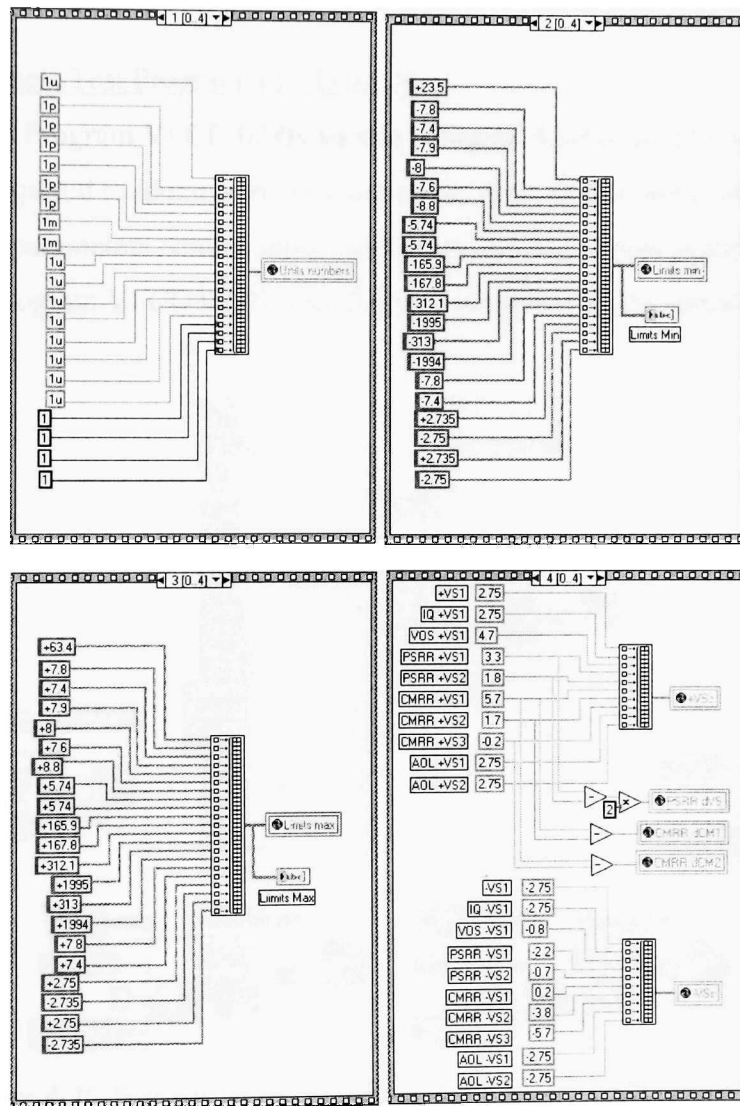 1 [0..4]
1u
1p
1p
1p
1p
1p
1p
1m
1m
1u
1u
1u
1u
1u
1u
1u
1u
1
1
1
1
Units numbers
2 [0..4]
+23.5
-7.8
-7.4
-7.9
-8
-7.6
-8.8
-5.74
-5.74
-165.9
-167.8
-312.1
-1995
-313
-1994
-7.8
-7.4
+2.735
-2.75
+2.735
-2.75
Limits min
abc
Limits Min
3 [0..4]
+63.4
+7.8
+7.4
+7.9
+8
+7.6
+8.8
+5.74
+5.74
+165.9
+167.8
+312.1
+1995
+313
+1994
+7.8
+7.4
+2.75
-2.735
+2.75
-2.735
Limits max
abc
Limits Max
4 [0..4]
+VS1 2.75
IQ +VS1 2.75
VOS +VS1 4.7
PSRR +VS1 3.3
PSRR +VS2 1.8
CMRR +VS1 5.7
CMRR +VS2 1.7
CMRR +VS3 -0.2
AOL +VS1 2.75
AOL +VS2 2.75
+VSs
2
PSRR dVS
CMRR dCM1
CMRR dCM2
-VS1 -2.75
IQ -VS1 -2.75
VOS -VS1 -0.8
PSRR -VS1 -2.2
PSRR -VS2 -0.7
CMRR -VS1 0.2
CMRR -VS2 -3.8
CMRR -VS3 -5.7
AOL -VS1 -2.75
AOL -VS2 -2.75
-VSs